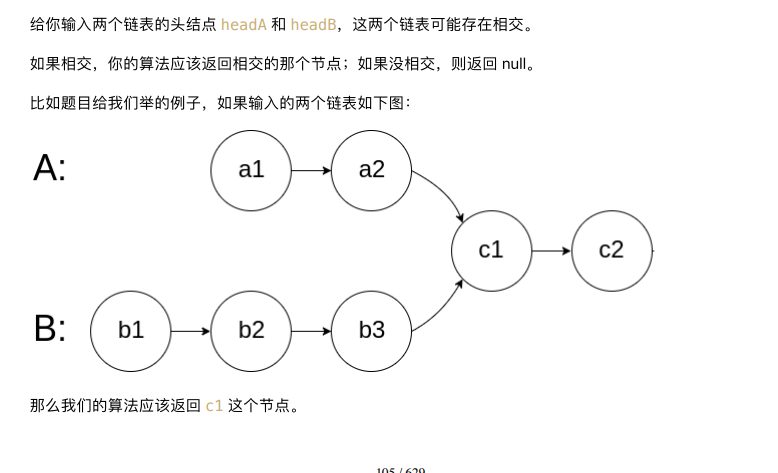 给你输入两个链表的头结点 headA 和 headB，这两个链表可能存在相交。
如果相交，你的算法应该返回相交的那个节点；如果没相交，则返回 null。
比如题目给我们举的例子，如果输入的两个链表如下图：
A:
a1
a2
c1
c2
B:
b1
b2
b3
那么我们的算法应该返回 c1 这个节点。
105 / 629